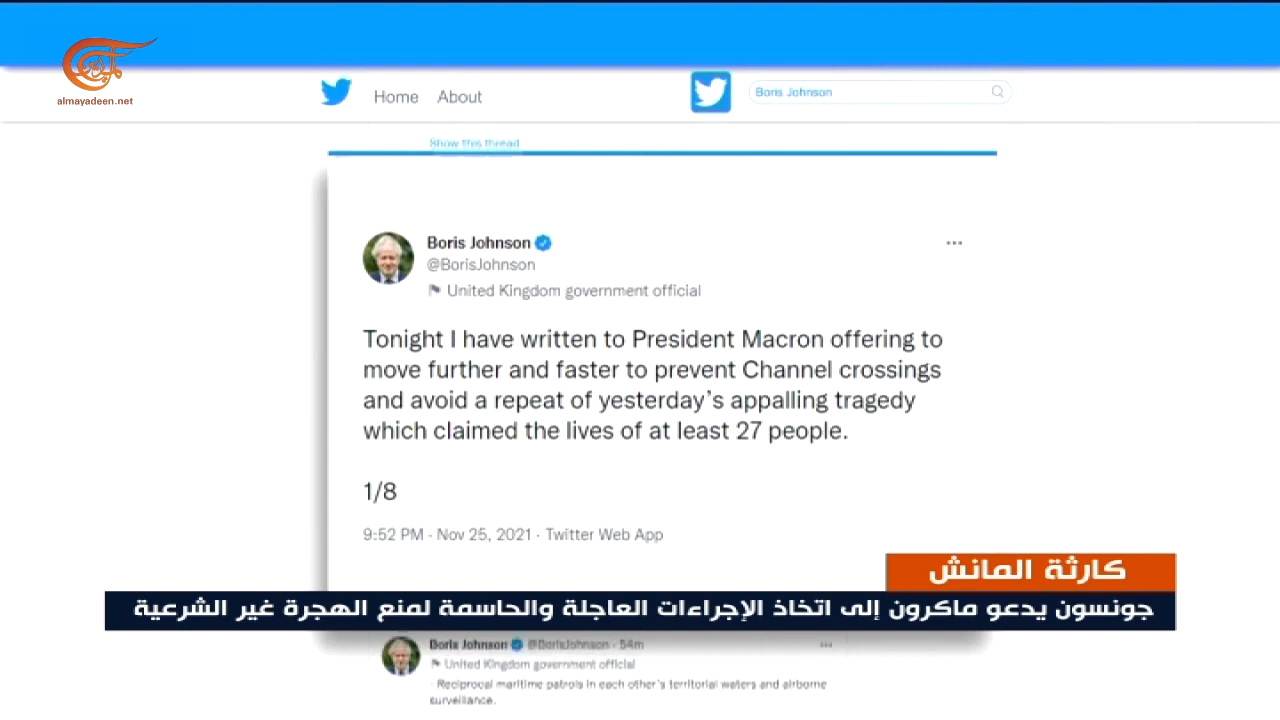 almayadeen.net
Home About
Boris Johnson
Show this thread
Boris Johnson
@BorisJohnson
United Kingdom government official
Tonight I have written to President Macron offering to
move further and faster to prevent Channel crossings
and avoid a repeat of yesterday's appalling tragedy
which claimed the lives of at least 27 people.
1/8
9:52 PM - Nov 25, 2021 · Twitter Web App
كارثة المانش
جونسون يدعو ماكرون إلى اتخاذ الإجراءات العاجلة والحاسمة لمنع الهجرة غير الشرعية
Boris Johnson @BorisJohnson · 54m
United Kingdom government official
· Reciprocal maritime patrols in each other's territorial waters and airborne
surveillance.